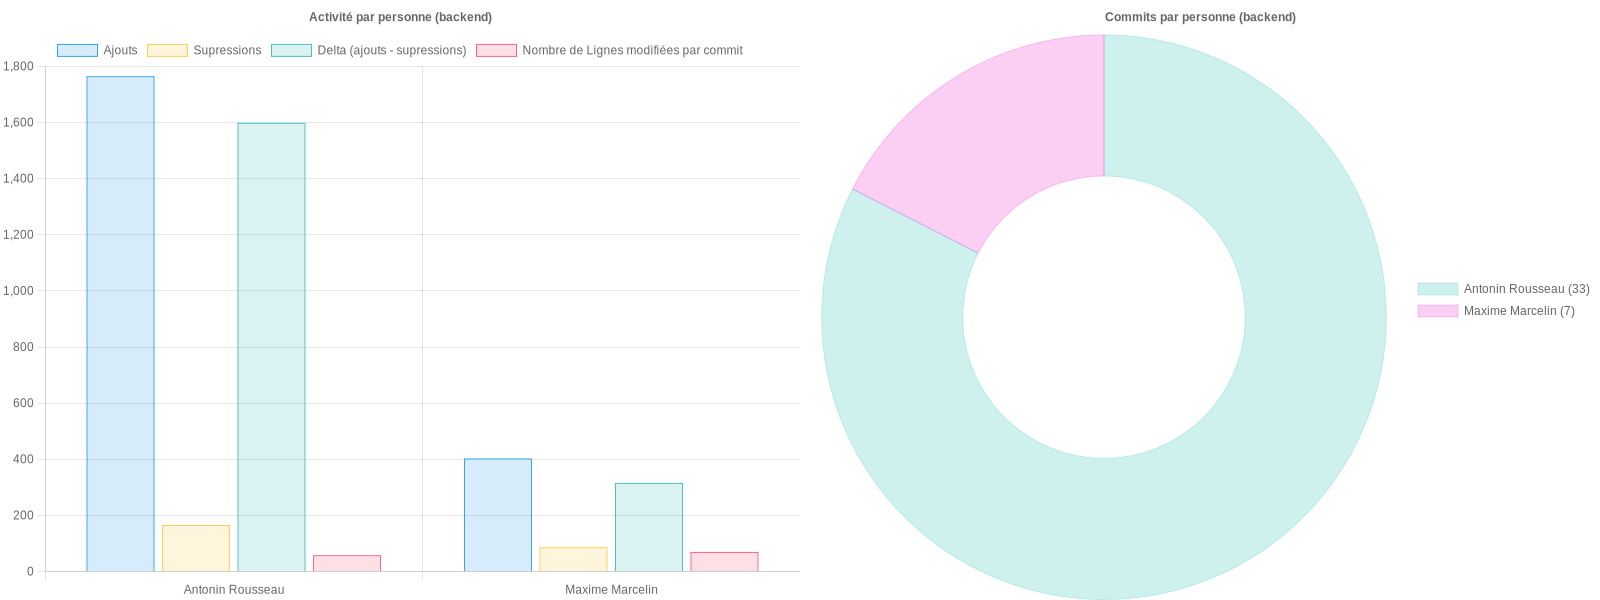 Activité par personne (backend)
Ajouts
Supressions
Delta (ajouts - supressions)
Nombre de Lignes modifiées par commit
1,800
1,600
1,400
1,200
1,000
800
600
400
200
0
Antonin Rousseau
Maxime Marcelin
Commits par personne (backend)
Antonin Rousseau (33)
Maxime Marcelin (7)